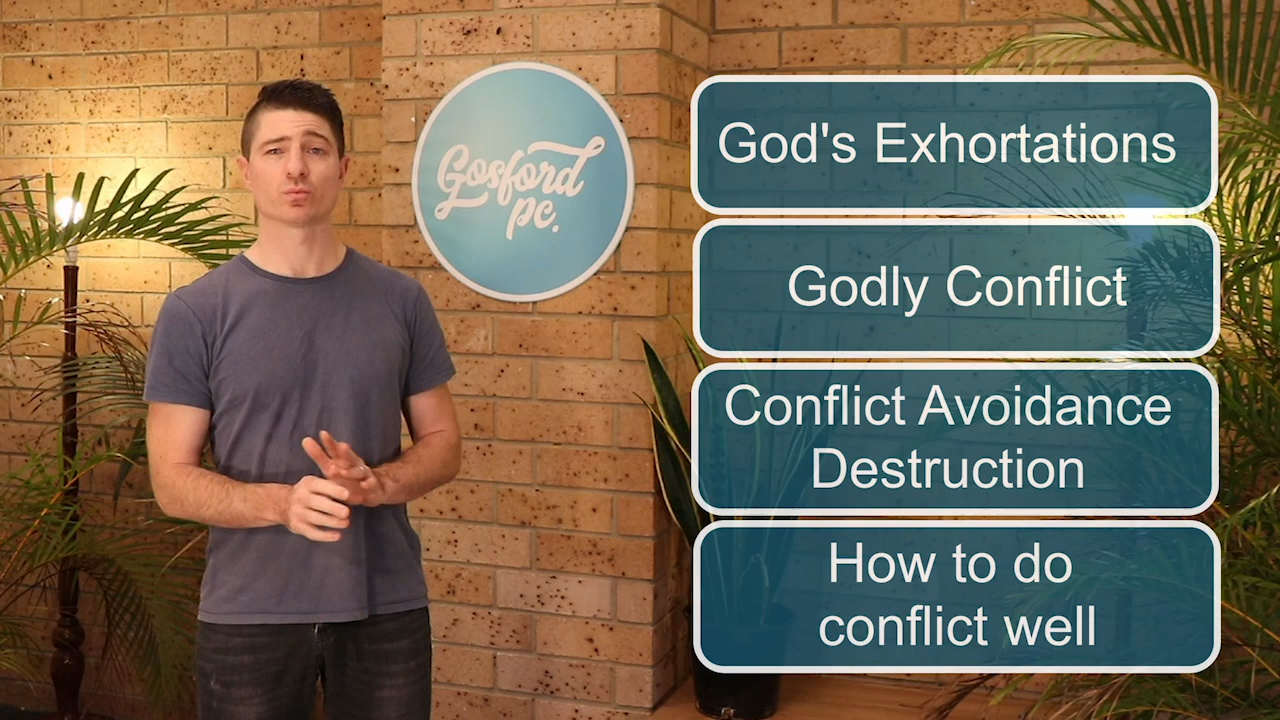 Gosford
pc.
God's Exhortations
Godly Conflict
Conflict Avoidance
Destruction
How to do
conflict well